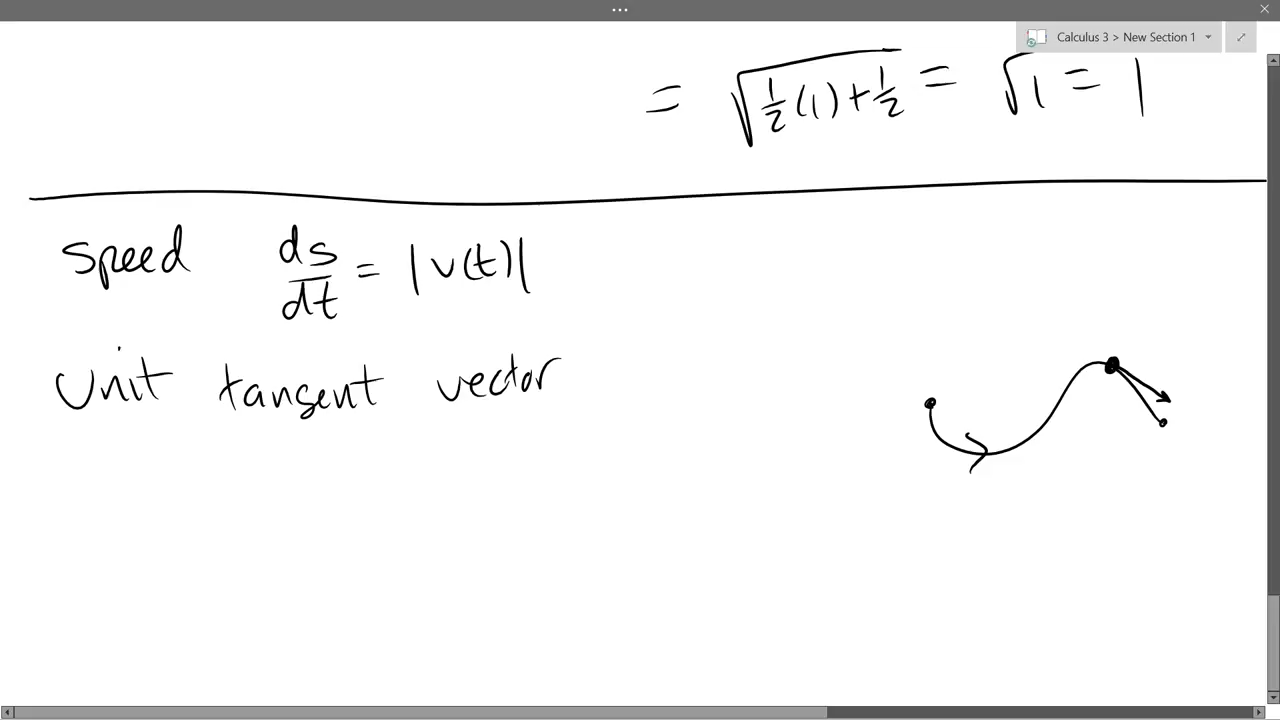 ...
Calculus 3 > New Section 1
= √(1/2(1)+1/2) = √1 = 1
Speed ds/dt = |v(t)|
Unit tangent vector